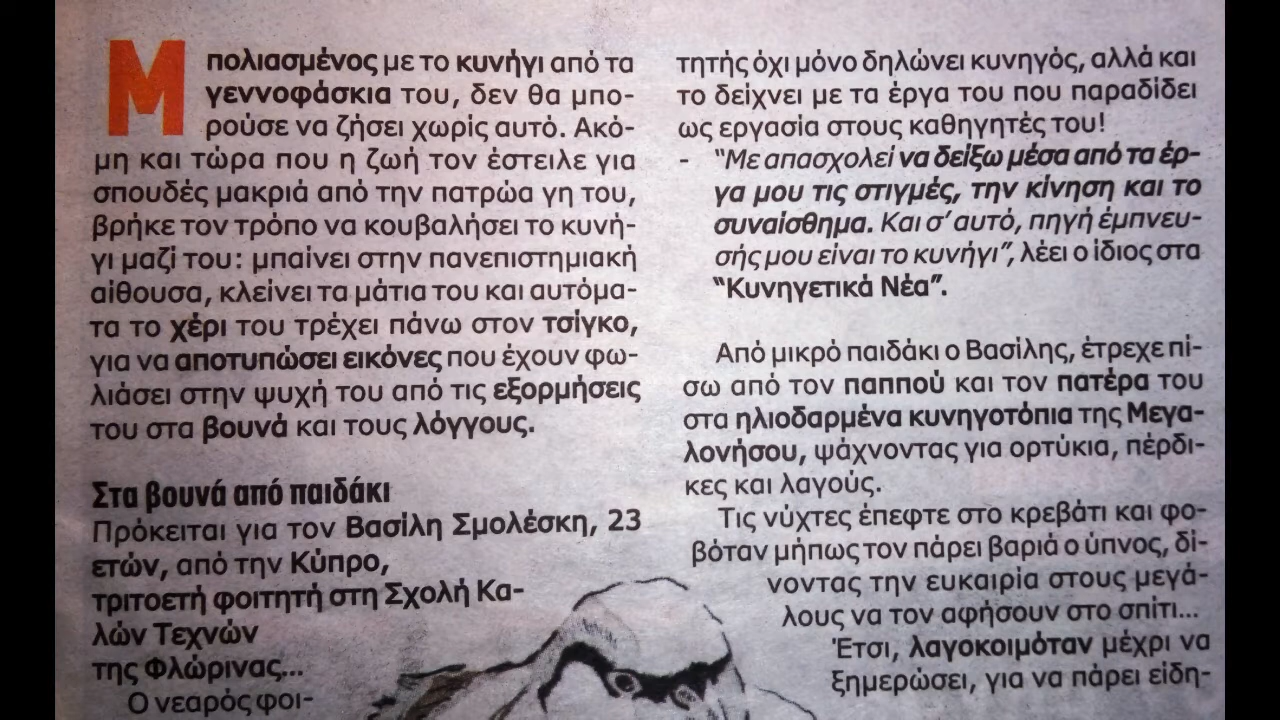 Μπολιασμένος με το κυνήγι από τα
γεννοφάσκια του, δεν θα μπο-
ρούσε να ζήσει χωρίς αυτό. Ακό-
μη και τώρα που η ζωή τον έστειλε για
σπουδές μακριά από την πατρώα γη του,
βρήκε τον τρόπο να κουβαλήσει το κυνή-
γι μαζί του: μπαίνει στην πανεπιστημιακή
αίθουσα, κλείνει τα μάτια του και αυτόμα-
τα το χέρι του τρέχει πάνω στον τσίγκο,
για να αποτυπώσει εικόνες που έχουν φω-
λιάσει στην ψυχή του από τις εξορμήσεις
του στα βουνά και τους λόγγους.
Στα βουνά από παιδάκι
Πρόκειται για τον Βασίλη Σμολέσκη, 23
ετών, από την Κύπρο,
τριτοετή φοιτητή στη Σχολή Κα-
λών Τεχνών
της Φλώρινας...
Ο νεαρός φοι-
τητής όχι μόνο δηλώνει κυνηγός, αλλά και
το δείχνει με τα έργα του που παραδίδει
ως εργασία στους καθηγητές του!
- "Με απασχολεί να δείξω μέσα από τα έρ-
γα μου τις στιγμές, την κίνηση και το
συναίσθημα. Και σ' αυτό, πηγή έμπνευ-
σής μου είναι το κυνήγι", λέει ο ίδιος στα
"Κυνηγετικά Νέα".
Από μικρό παιδάκι ο Βασίλης, έτρεχε πί-
σω από τον παππού και τον πατέρα του
στα ηλιοδαρμένα κυνηγοτόπια της Μεγα-
λονήσου, ψάχνοντας για ορτύκια, πέρδι-
κες και λαγούς.
Τις νύχτες έπεφτε στο κρεβάτι και φο-
βόταν μήπως τον πάρει βαριά ο ύπνος, δί-
νοντας την ευκαιρία στους μεγά-
λους να τον αφήσουν στο σπίτι...
Έτσι, λαγοκοιμόταν μέχρι να
ξημερώσει, για να πάρει είδη-